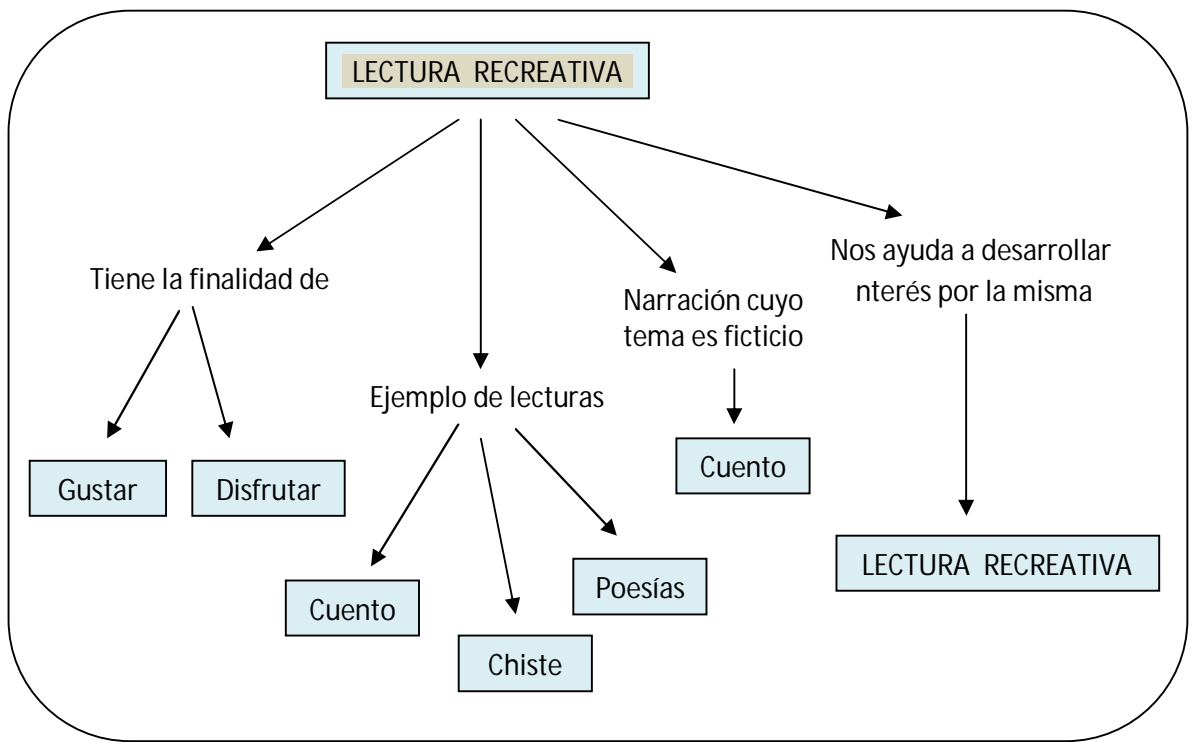 LECTURA RECREATIVA
Tiene la finalidad de
Gustar
Disfrutar
Ejemplo de lecturas
Cuento
Chiste
Poesías
Narración cuyo
tema es ficticio
Cuento
Nos ayuda a desarrollar
nterés por la misma
LECTURA RECREATIVA